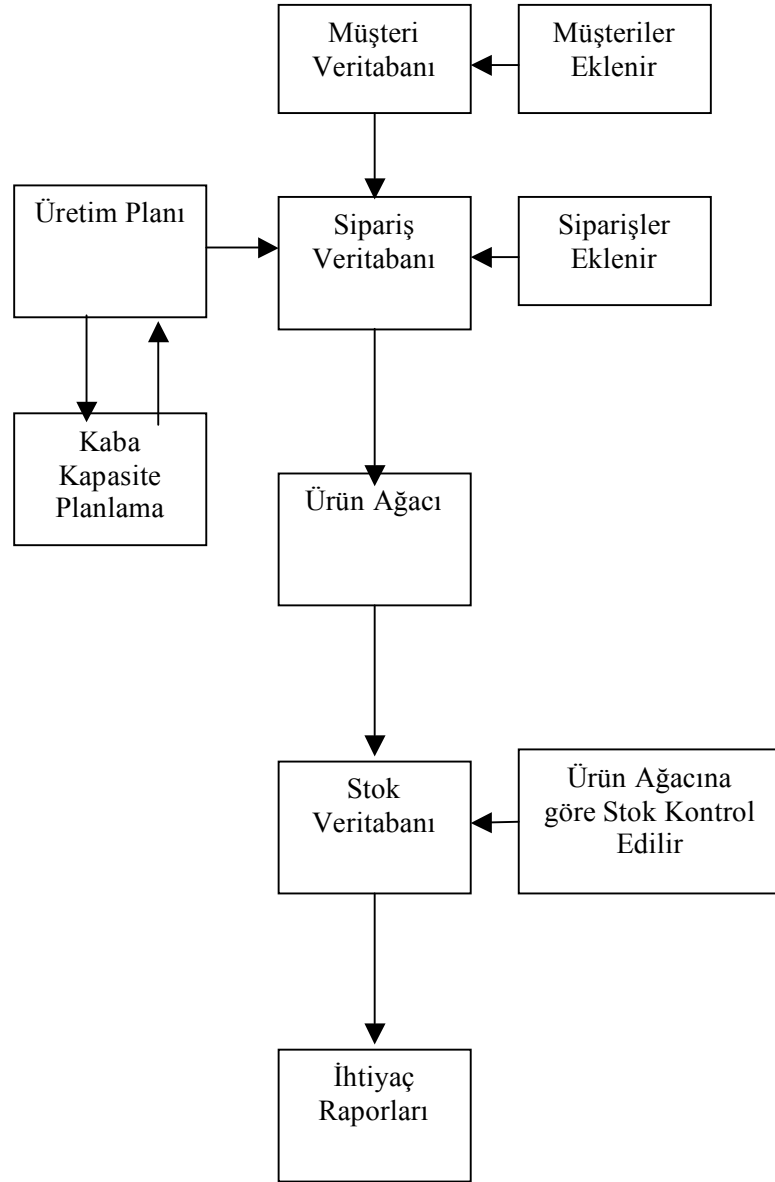 Müşteri
Veritabanı
Müşteriler
Eklenir
Üretim Planı
Sipariş
Veritabanı
Siparişler
Eklenir
Kaba
Kapasite
Planlama
Ürün Ağacı
Stok
Veritabanı
Ürün Ağacına
göre Stok Kontrol
Edilir
İhtiyaç
Raporları